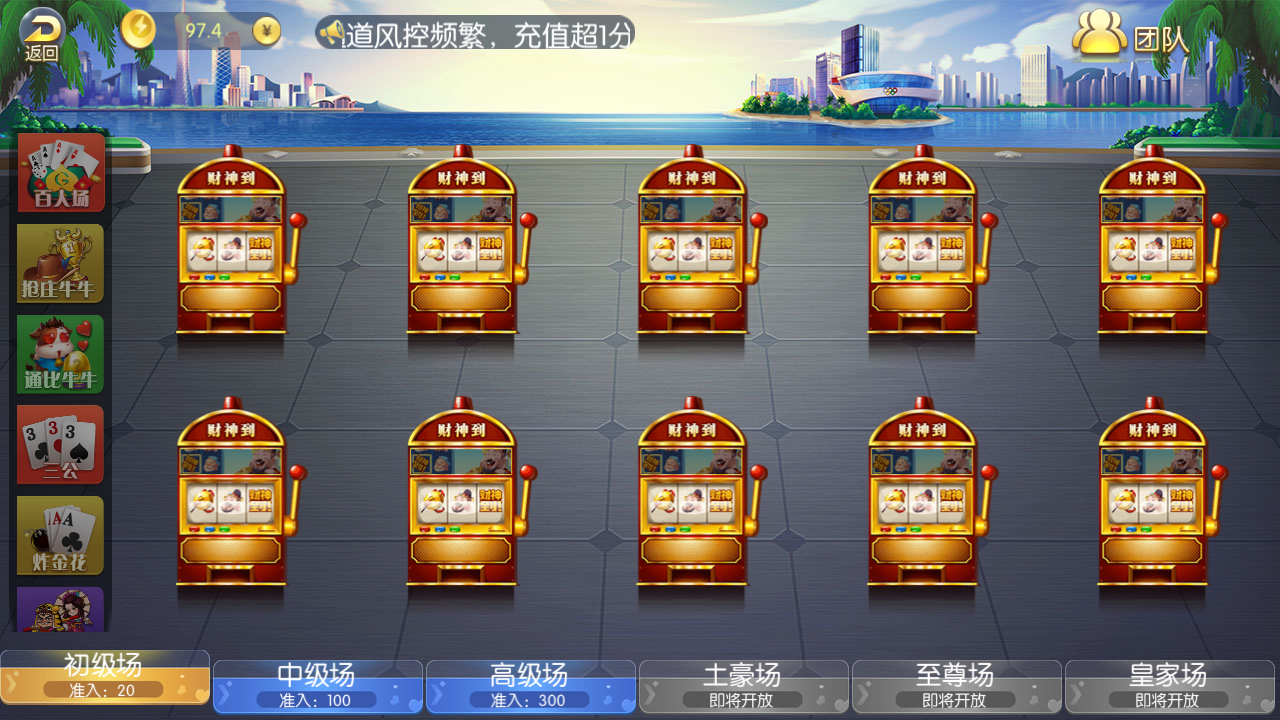 返回
97.4
道风控频繁，充值超1分
团队
财神到
财神到
财神到
财神到
财神到
百人场
抢庄牛牛
通比牛牛
三公
炸金花
财神到
财神到
财神到
财神到
财神到
初级场
准入：20
中级场
准入：100
高级场
准入：300
土豪场
即将开放
至尊场
即将开放
皇家场
即将开放